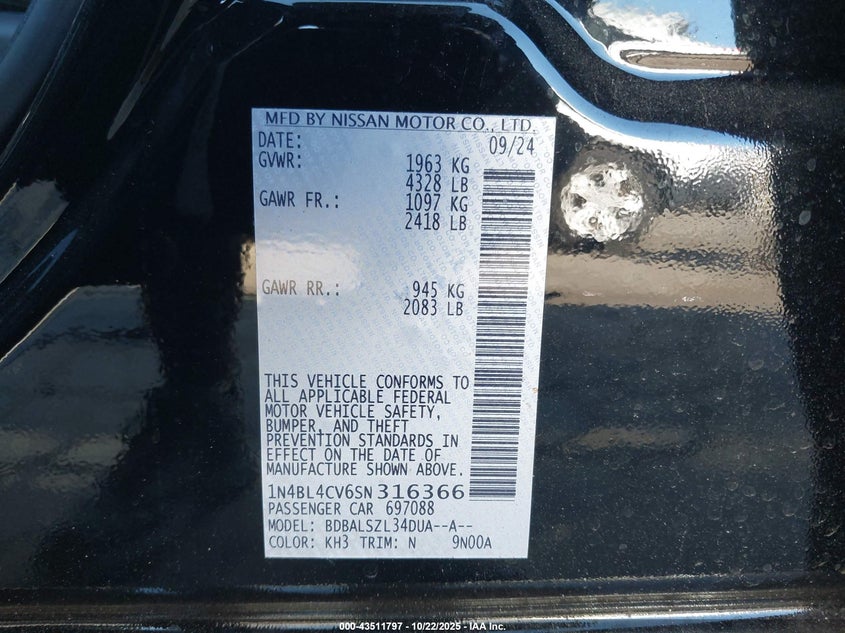 MFD BY NISSAN MOTOR CO., LTD.
DATE: 09/24
GVWR: 1963 KG
4328 LB
GAWR FR.: 1097 KG
2418 LB
GAWR RR.: 945 KG
2083 LB
THIS VEHICLE CONFORMS TO
ALL APPLICABLE FEDERAL
MOTOR VEHICLE SAFETY,
BUMPER, AND THEFT
PREVENTION STANDARDS IN
EFFECT ON THE DATE OF
MANUFACTURE SHOWN ABOVE.
1N4BL4CV6SN316366
PASSENGER CAR 697088
MODEL: BDBALSZL34DUA--A--
COLOR: KH3 TRIM: N 9N00A
000-43511797 - 10/22/2025 - IAA Inc.